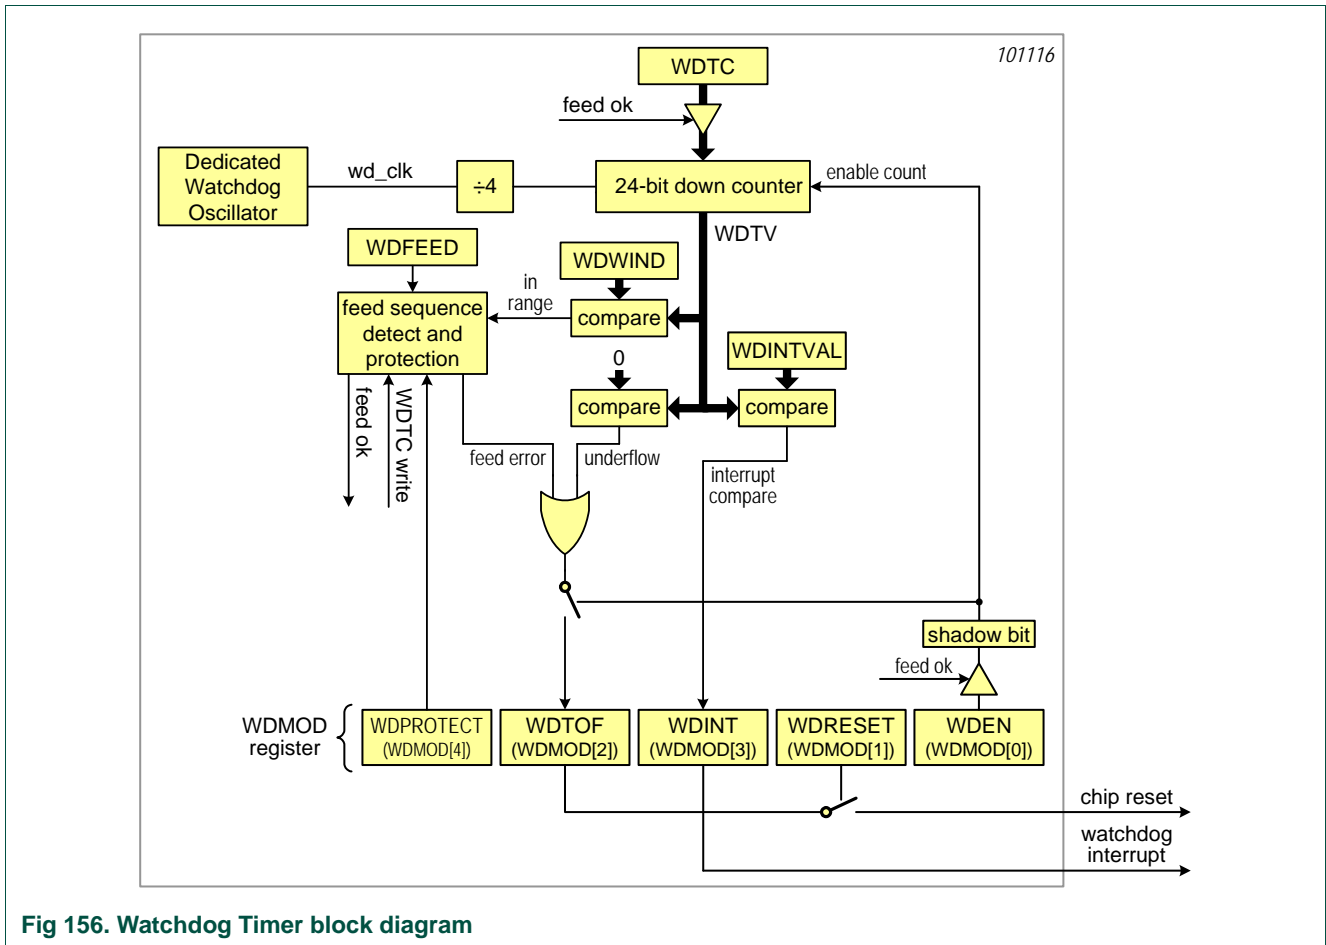 101116
WDTC
feed ok
Dedicated
Watchdog
Oscillator
wd_clk
÷4
24-bit down counter
enable count
WDTV
WDFEED
WDWIND
in
range
feed sequence
detect and
protection
compare
WDINTVAL
0
compare
compare
feed ok
WDTC write
feed error
underflow
interrupt
compare
shadow bit
feed ok
WDMOD
register
WDPROTECT
(WDMOD[4])
WDTOF
(WDMOD[2])
WDINT
(WDMOD[3])
WDRESET
(WDMOD[1])
WDEN
(WDMOD[0])
chip reset
watchdog
interrupt
Fig 156. Watchdog Timer block diagram